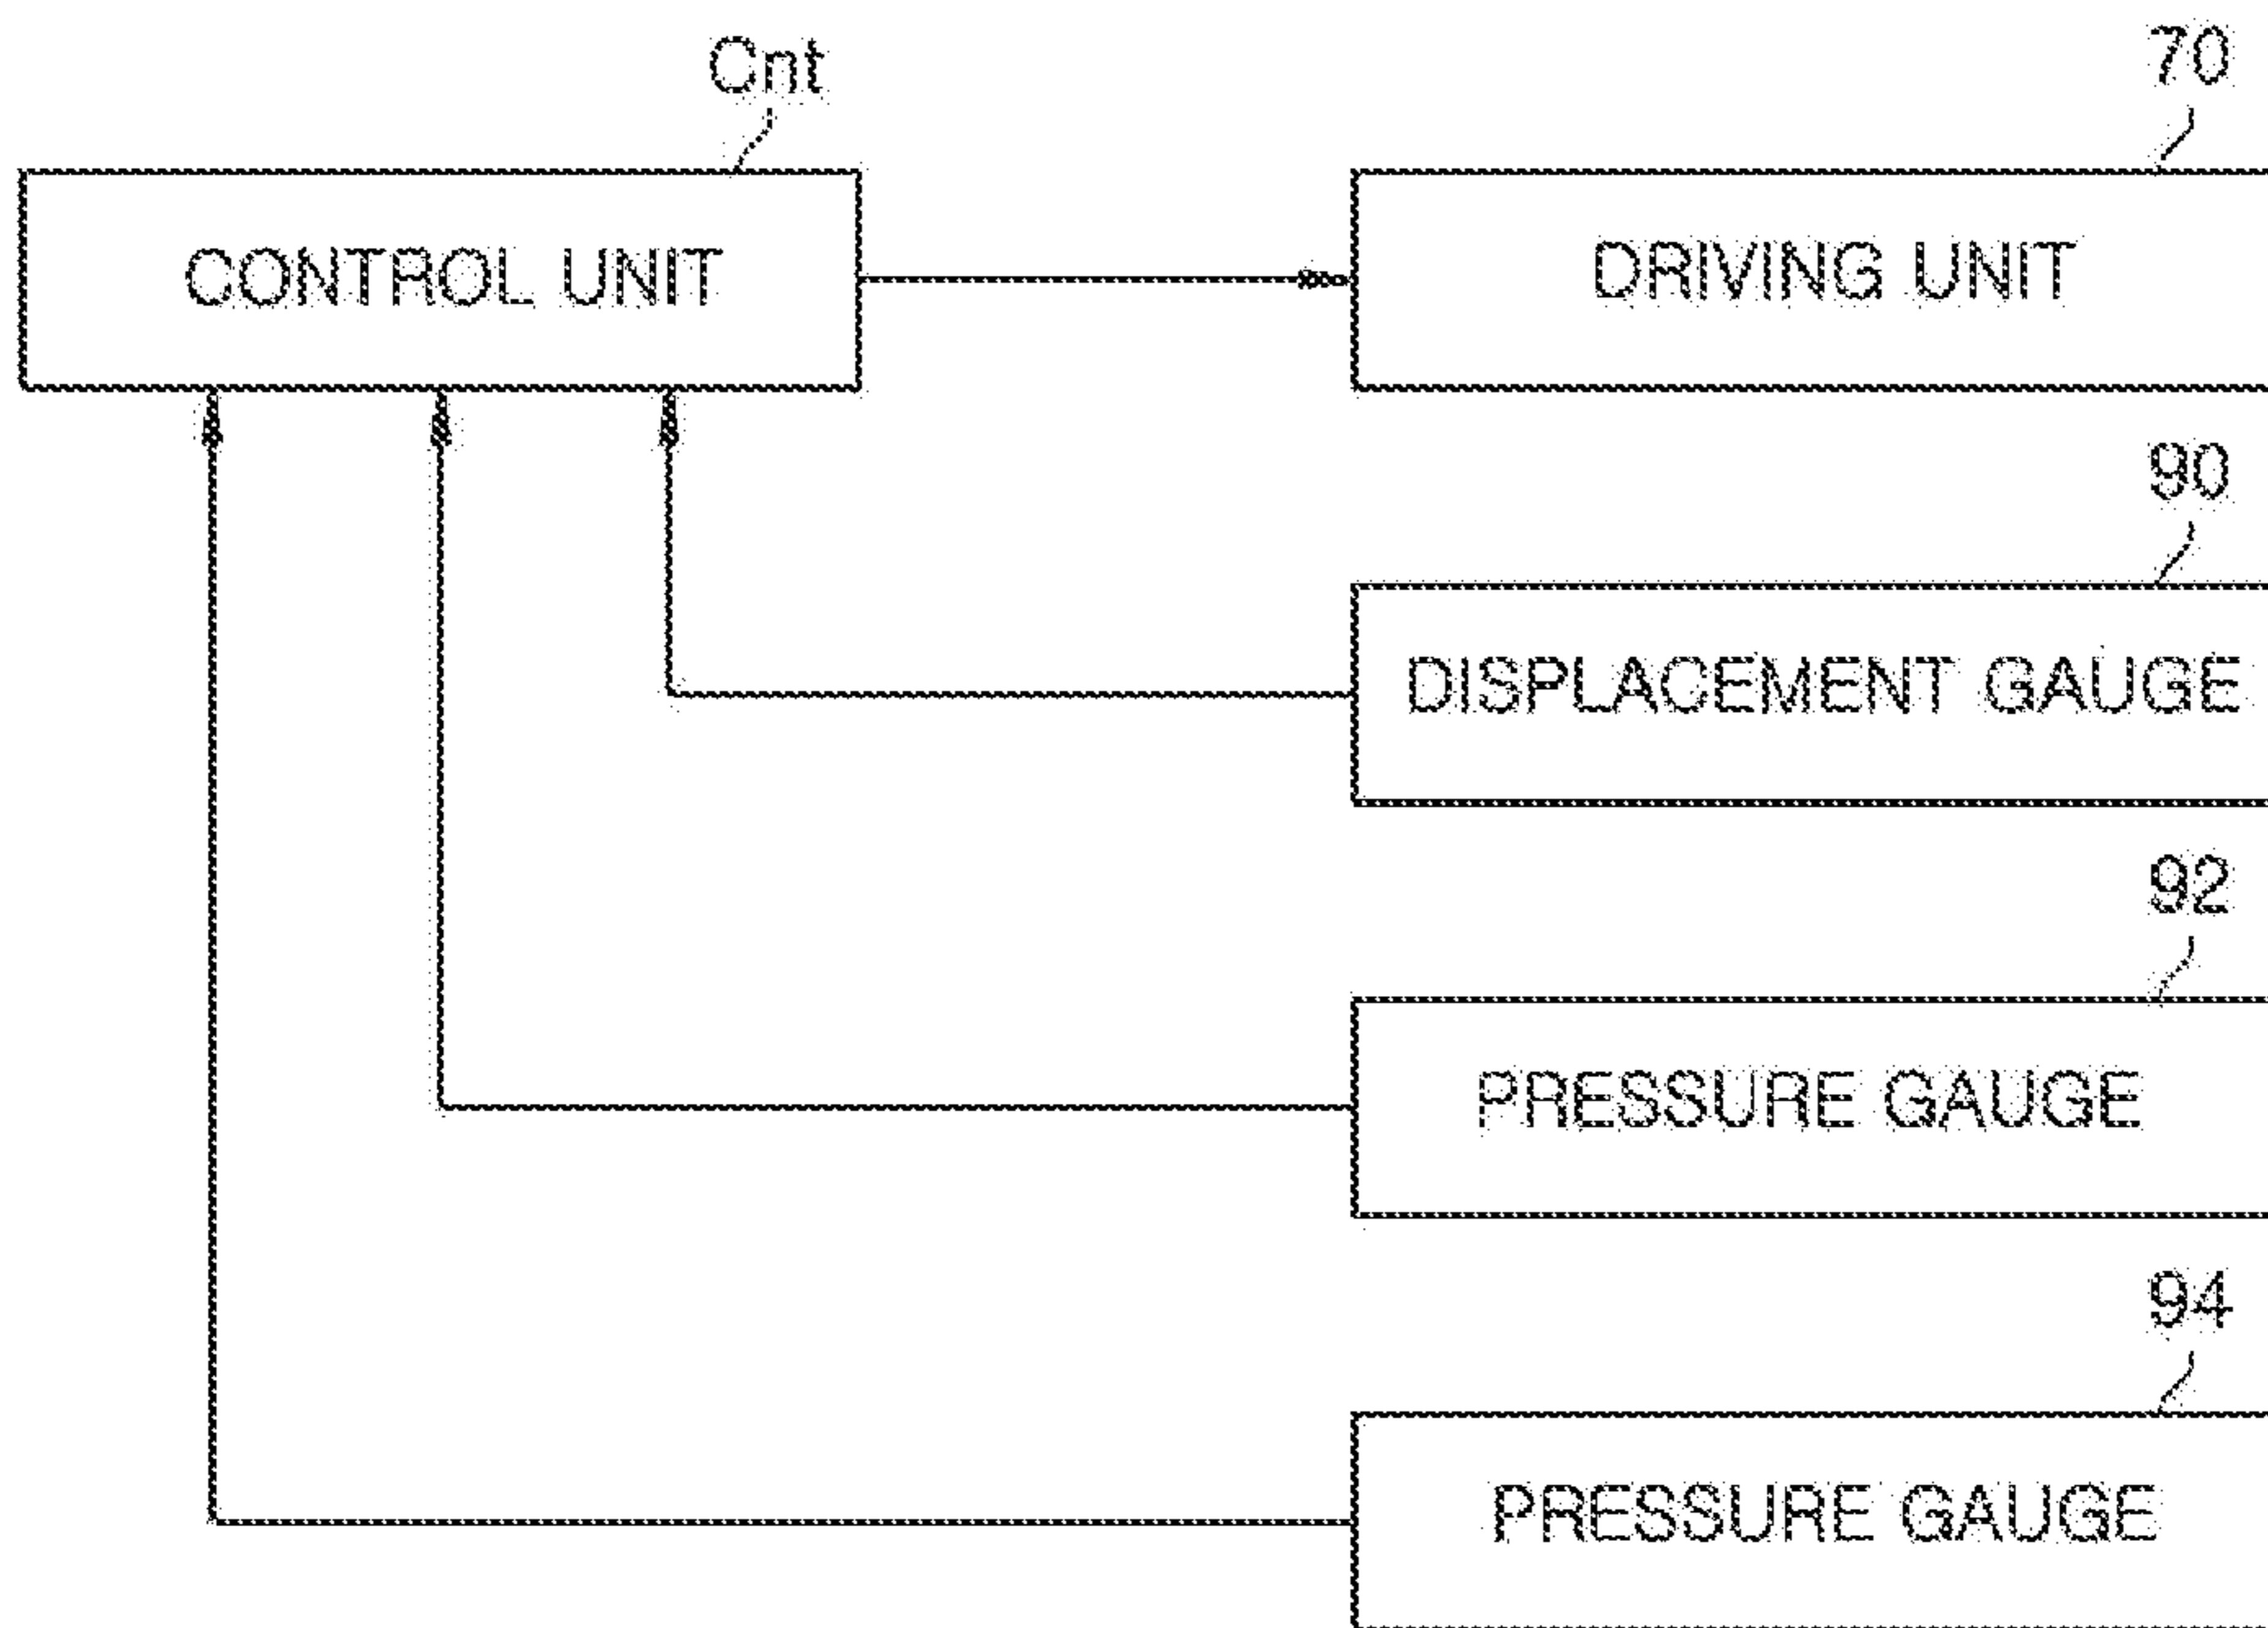 Cnt
70
CONTROL UNIT
DRIVING UNIT
90
DISPLACEMENT GAUGE
92
PRESSURE GAUGE
94
PRESSURE GAUGE